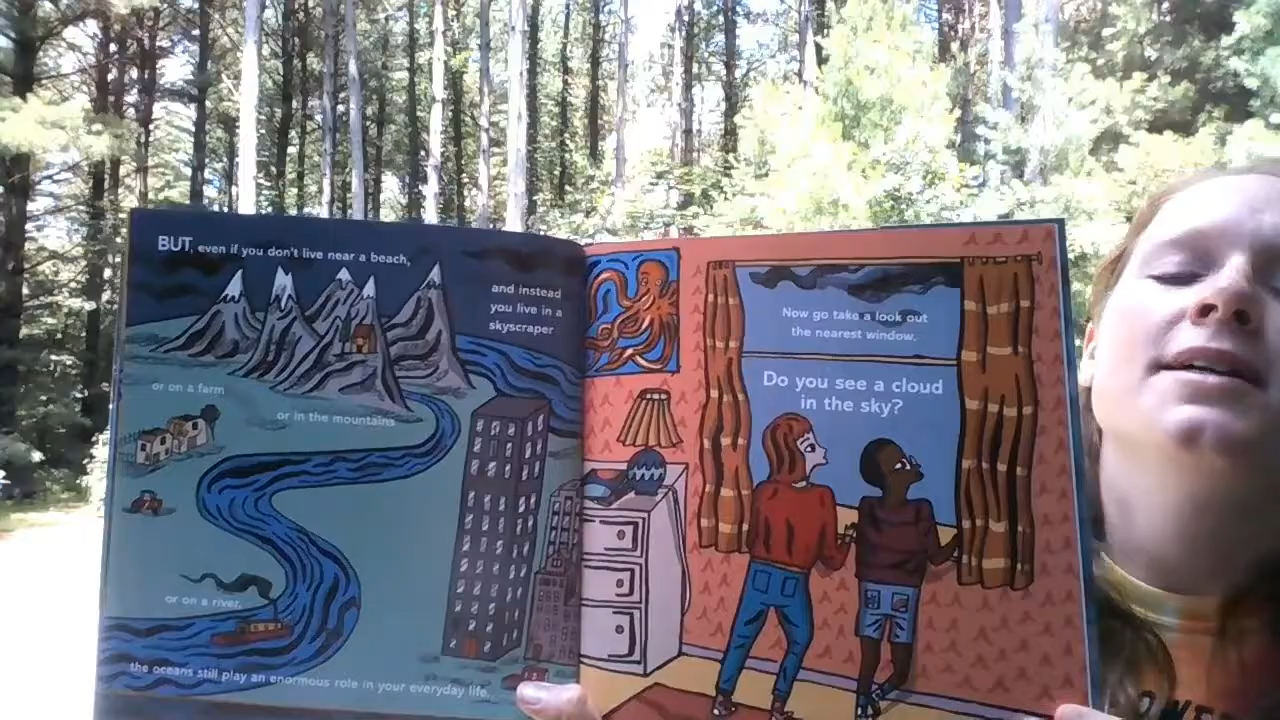 BUT, even if you don't live near a beach,
and instead
you live in a
skyscraper
or on a farm
or in the mountains
or on a river,
the oceans still play an enormous role in your everyday life.
Now go take a look out
the nearest window.
Do you see a cloud
in the sky?